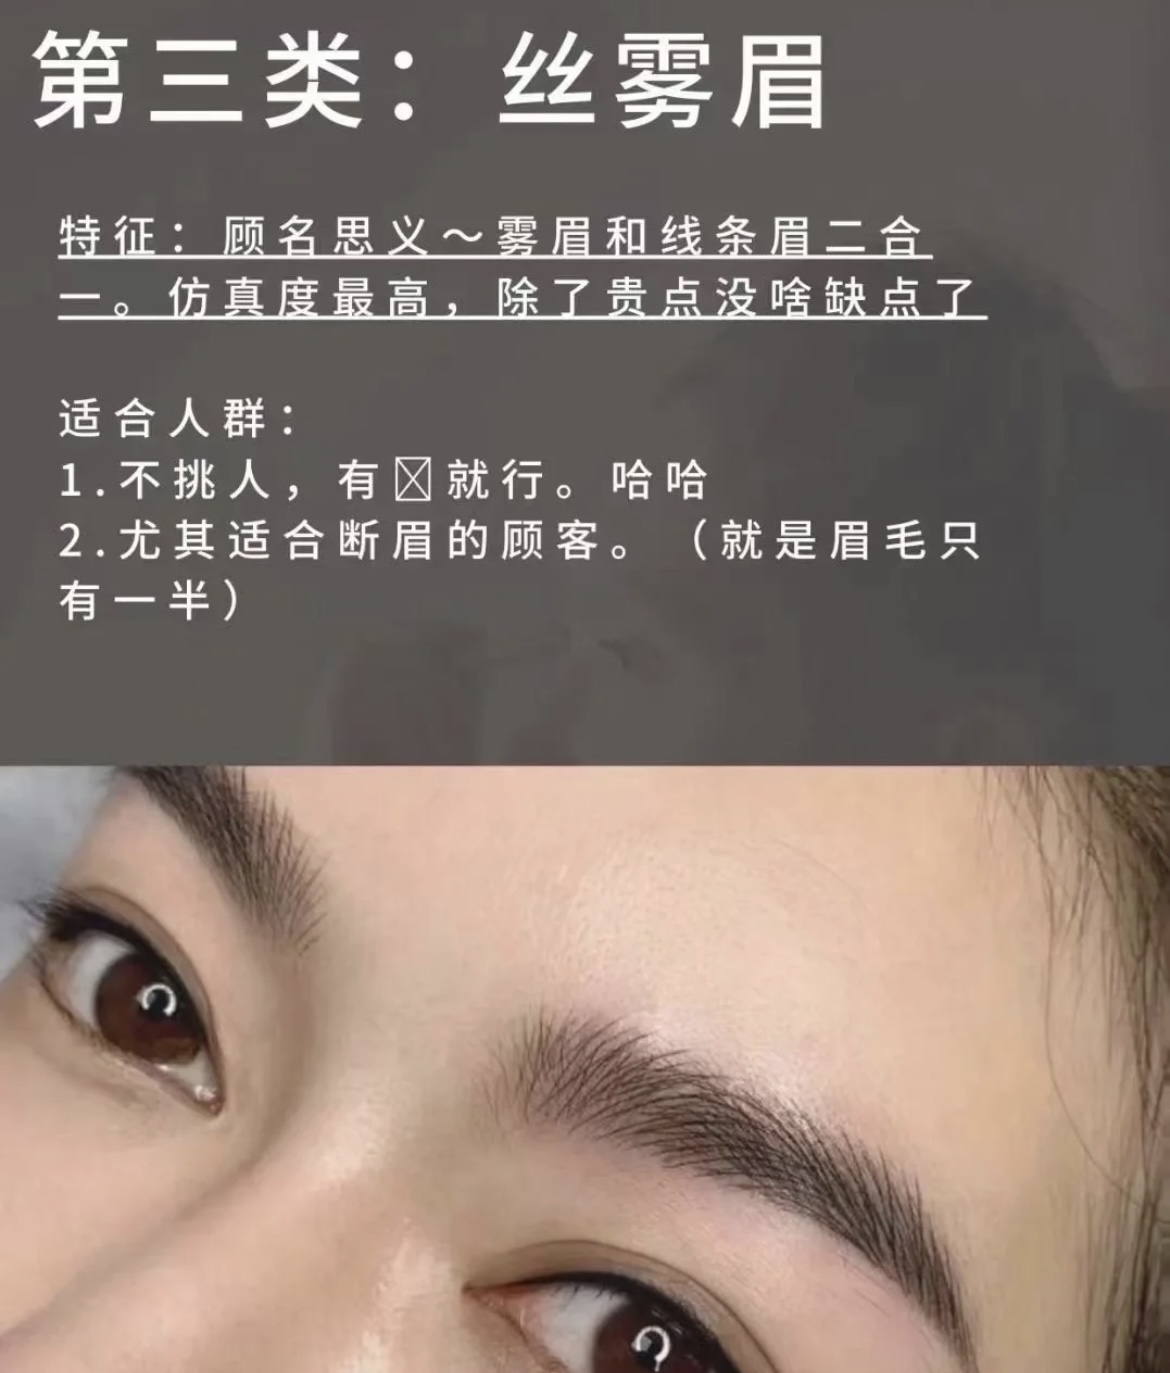 第三类：丝雾眉
特征：顾名思义～雾眉和线条眉二合
一。仿真度最高，除了贵点没啥缺点了
适合人群：
1.不挑人，有☒就行。哈哈
2.尤其适合断眉的顾客。（就是眉毛只
有一半）